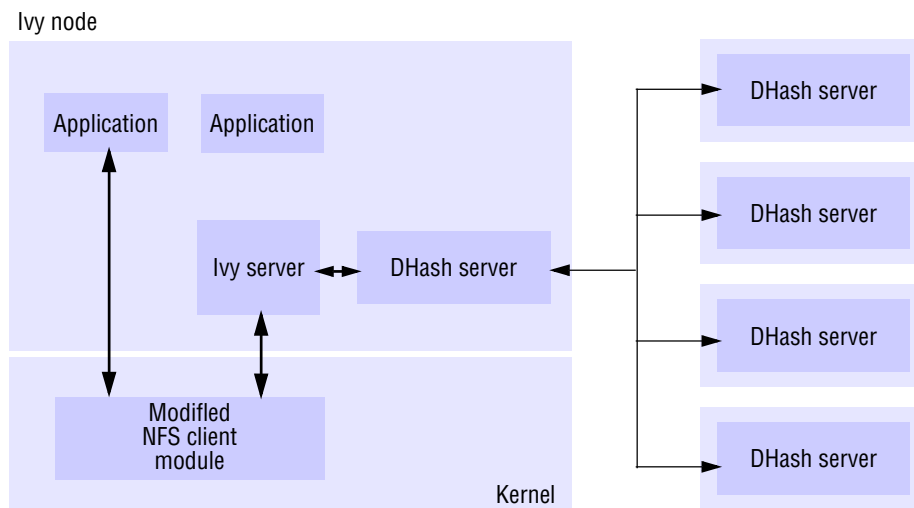 Ivy node
Application
Application
Ivy server
DHash server
Modifled
NFS client
module
Kernel
DHash server
DHash server
DHash server
DHash server